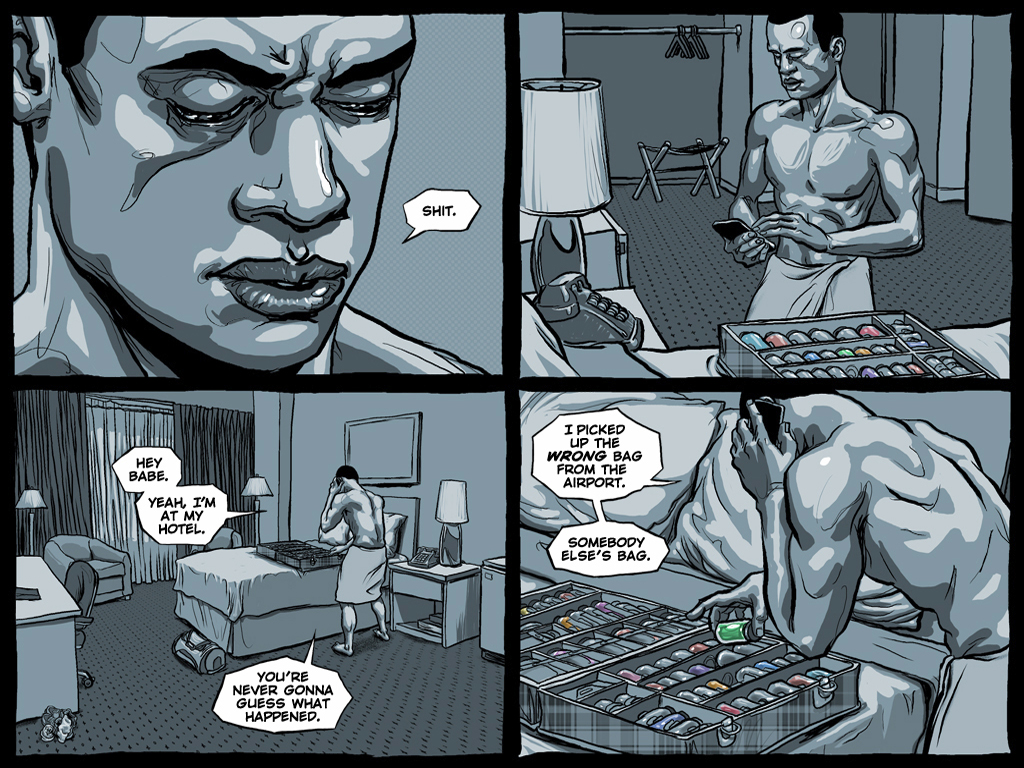 SHIT.
HEY
BABE.
YEAH, I'M
AT MY
HOTEL.
YOU'RE
NEVER GONNA
GUESS WHAT
HAPPENED.
I PICKED
UP THE
WRONG BAG
FROM THE
AIRPORT.
SOMEBODY
ELSE'S BAG.